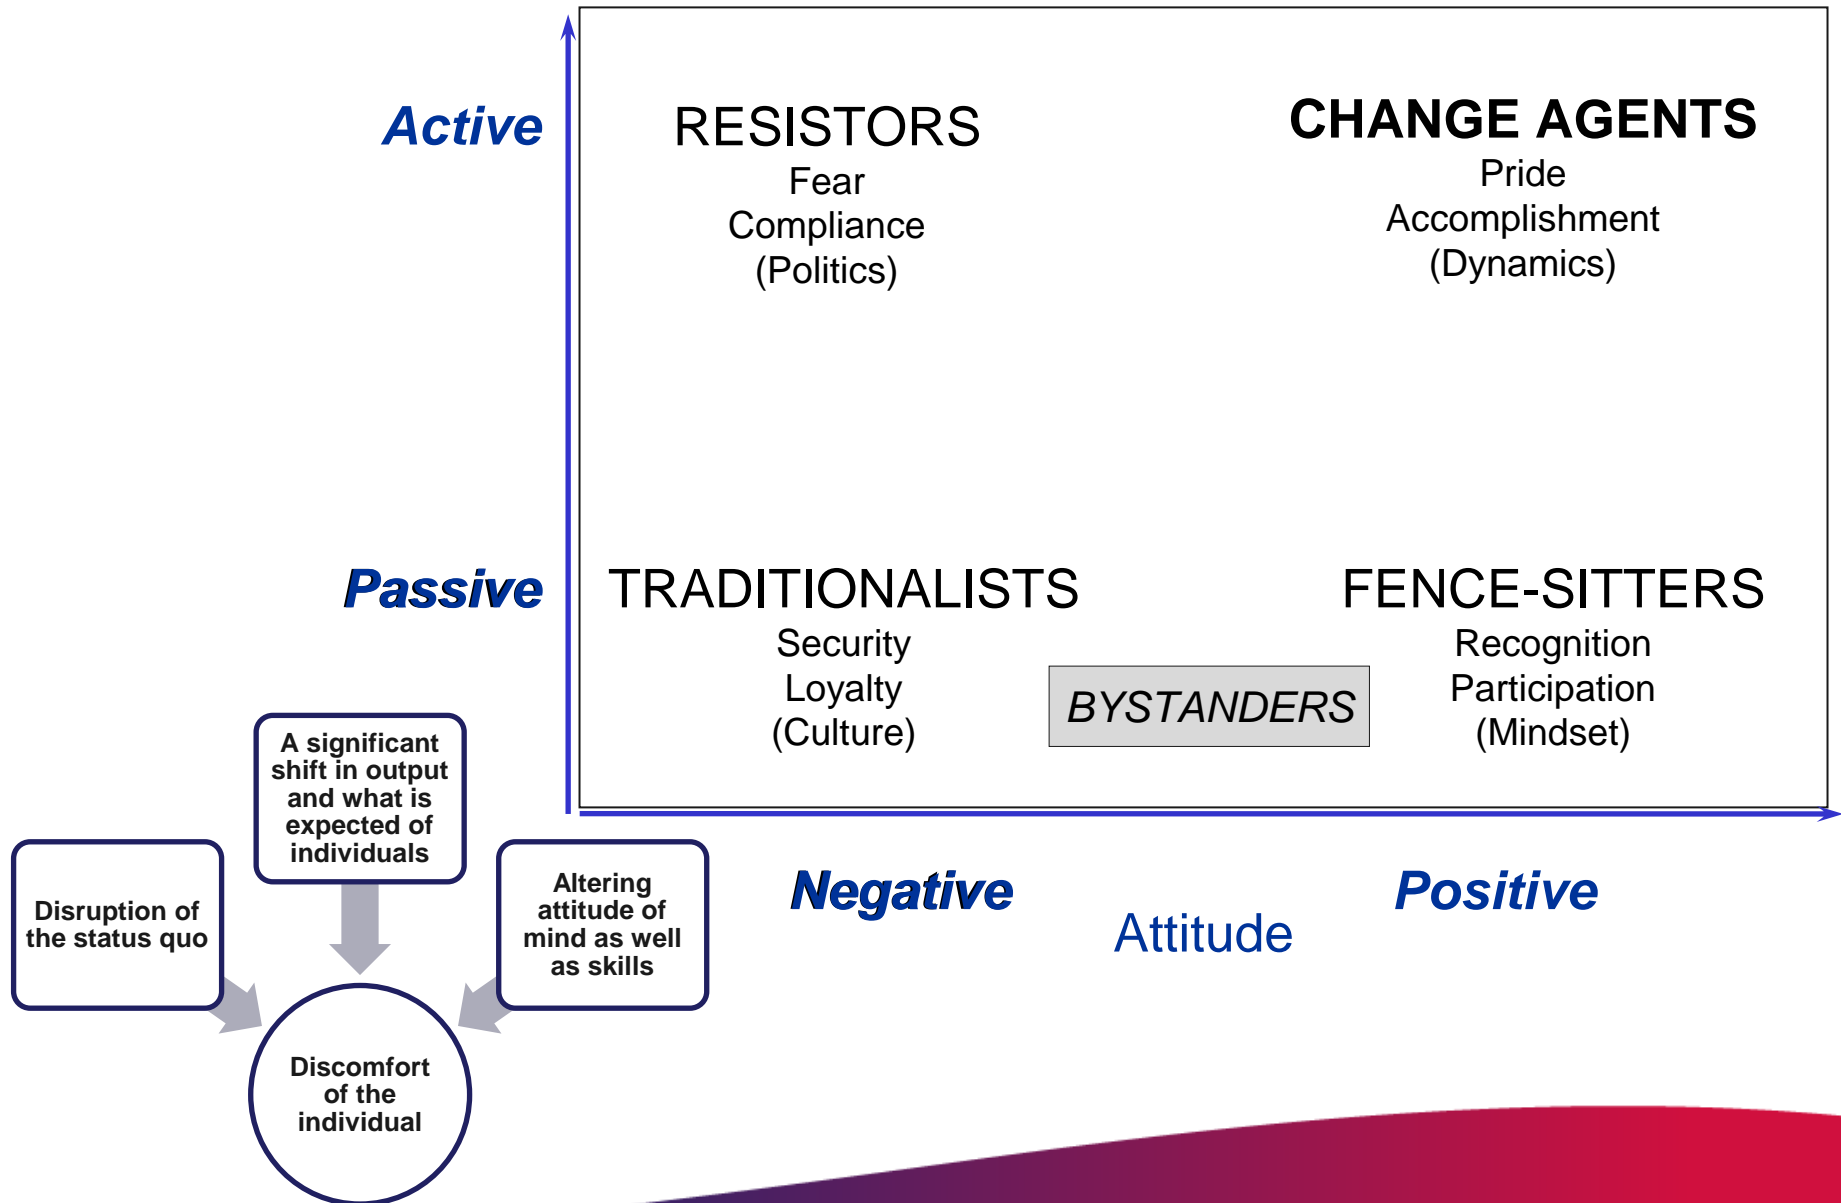 Active
RESISTORS
Fear
Compliance
(Politics)
CHANGE AGENTS
Pride
Accomplishment
(Dynamics)
Passive
TRADITIONALISTS
Security
Loyalty
(Culture)
BYSTANDERS
FENCE-SITTERS
Recognition
Participation
(Mindset)
Negative
Positive
Attitude
A significant
shift in output
and what is
expected of
individuals
Disruption of
the status quo
Altering
attitude of
mind as well
as skills
Discomfort
of the
individual